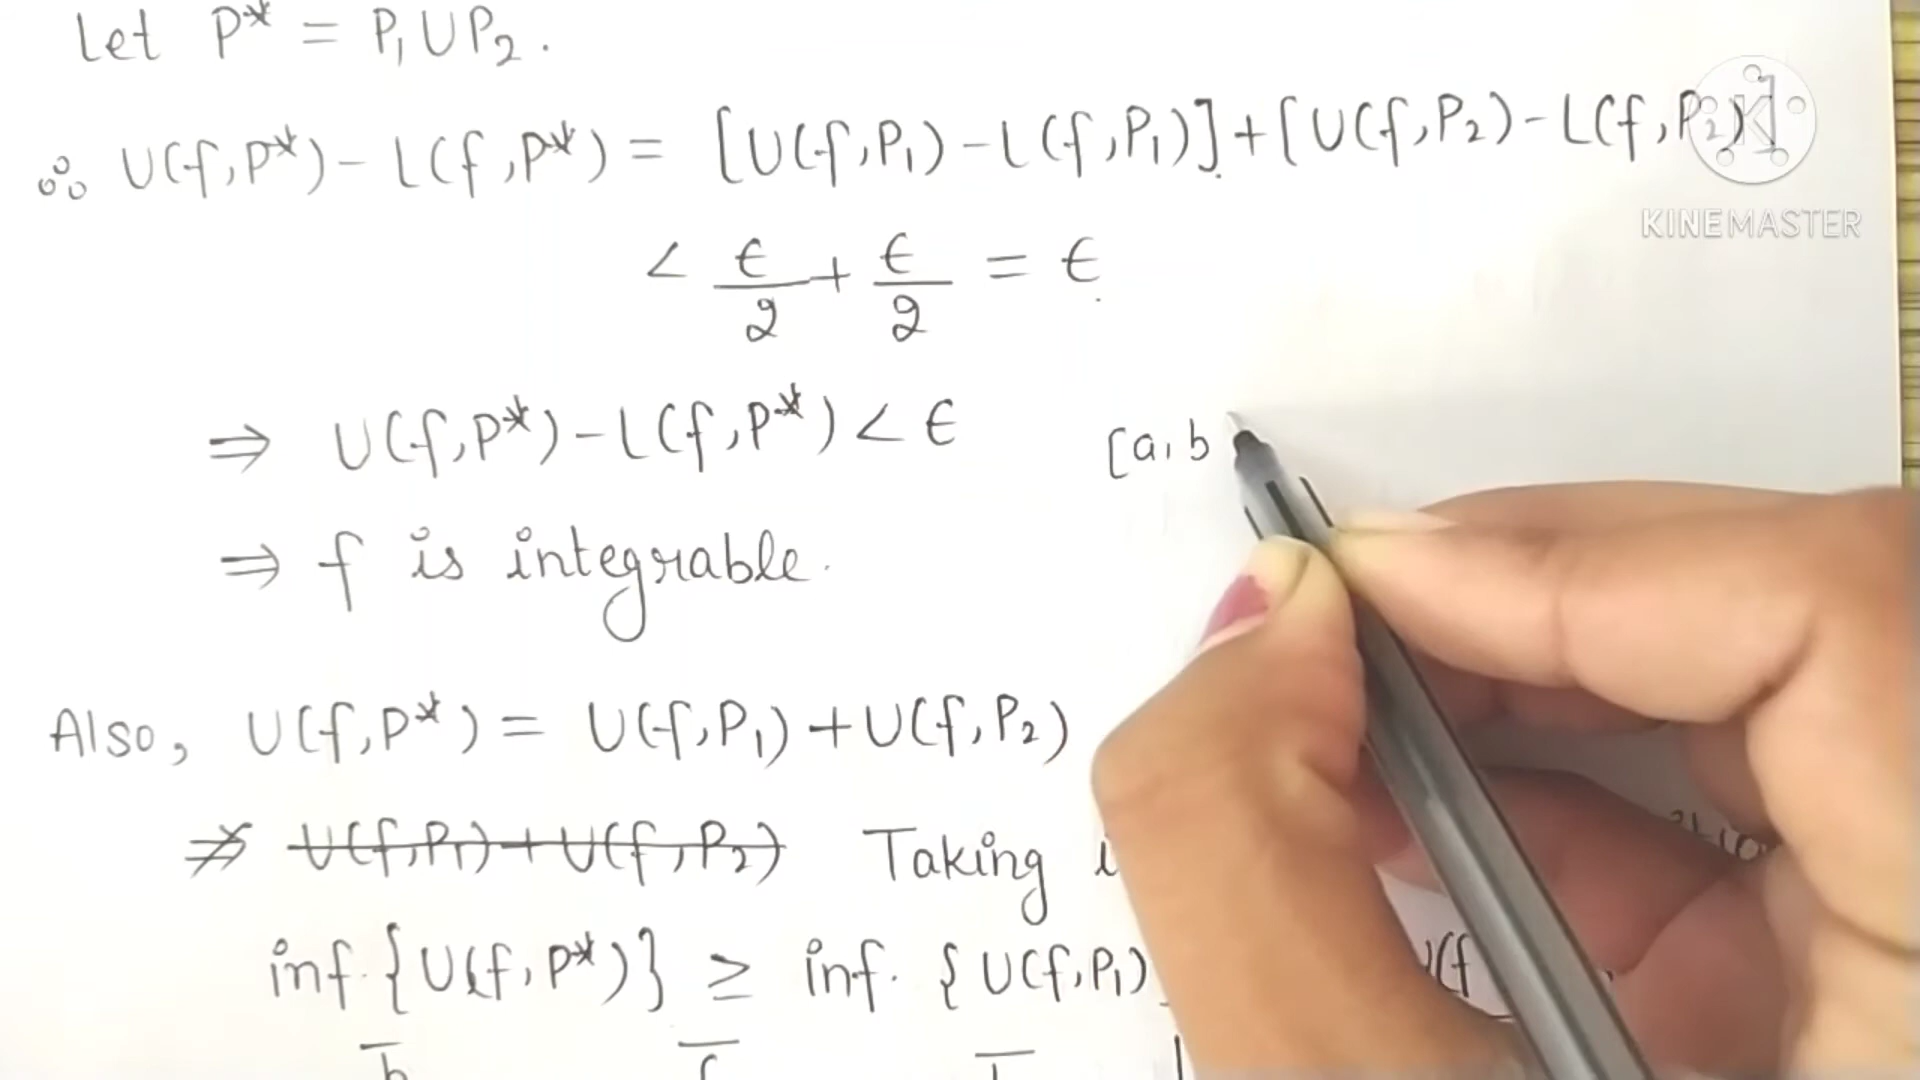 Let P* = P₁ ∪ P₂.
∴ U(f,P*) - L(f,P*) = [U(f,P₁) - L(f,P₁)] + [U(f,P₂) - L(f,P₂)]
KINEMASTER
< ϵ/2 + ϵ/2 = ϵ.
⇒ U(f,P*) - L(f,P*) < ϵ [a, b
⇒ f is integrable.
Also, U(f,P*) = U(f,P₁) + U(f,P₂)
⇒ U(f,P₁) + U(f,P₂) Taking
inf. {U(f,P*)} ≥ inf. {U(f,P₁)